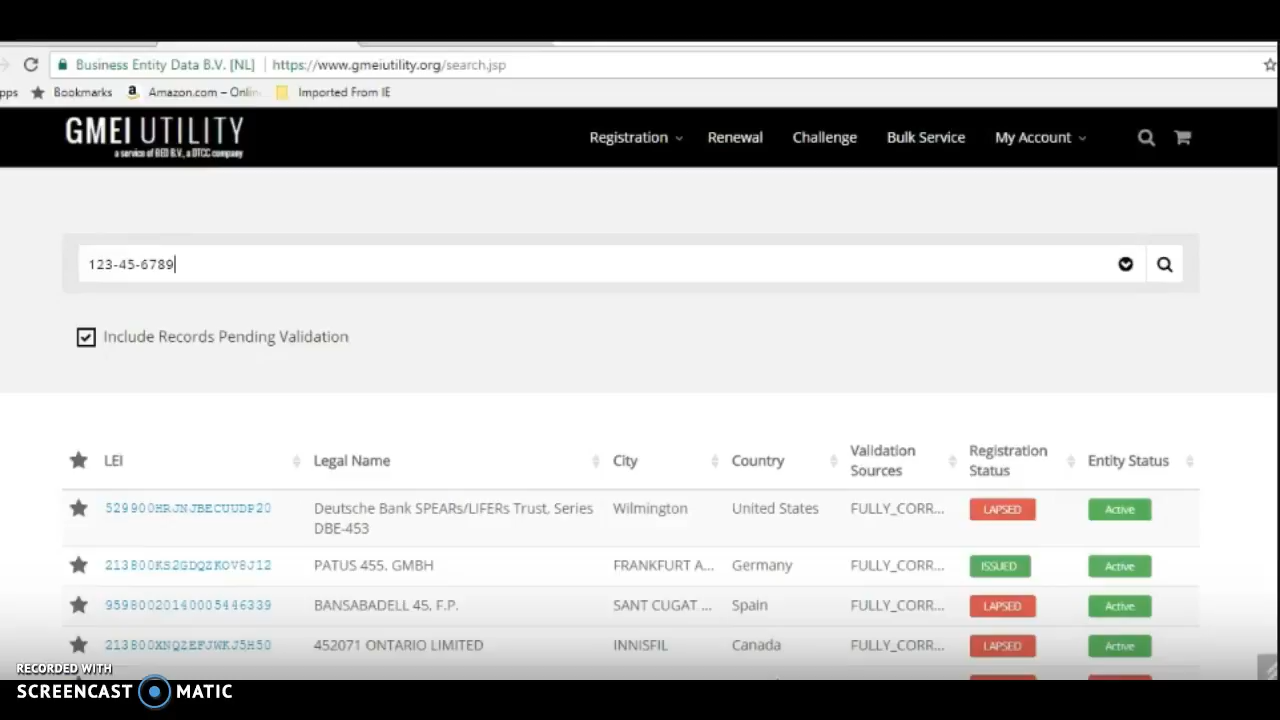 Business Entity Data B.V. [NL] https://www.gmeiutility.org/search.jsp
pps Bookmarks Amazon.com – Onlin Imported From IE
GMEI UTILITY
a service of BED B.V., a DTCC company
Registration Renewal Challenge Bulk Service My Account
123-45-6789
Include Records Pending Validation
LEI Legal Name City Country Validation Sources Registration Status Entity Status
529900HRJNJBECUUDP20 Deutsche Bank SPEARs/LIFERs Trust, Series DBE-453 Wilmington United States FULLY_CORR... LAPSED Active
213800KS2GDQZKOV8J12 PATUS 455. GMBH FRANKFURT A... Germany FULLY_CORR... ISSUED Active
95980020140005446339 BANSABADELL 45, F.P. SANT CUGAT ... Spain FULLY_CORR... LAPSED Active
213800XNQZEFJWKJ5H50 452071 ONTARIO LIMITED INNISFIL Canada FULLY_CORR... LAPSED Active
RECORDED WITH
SCREENCAST MATIC